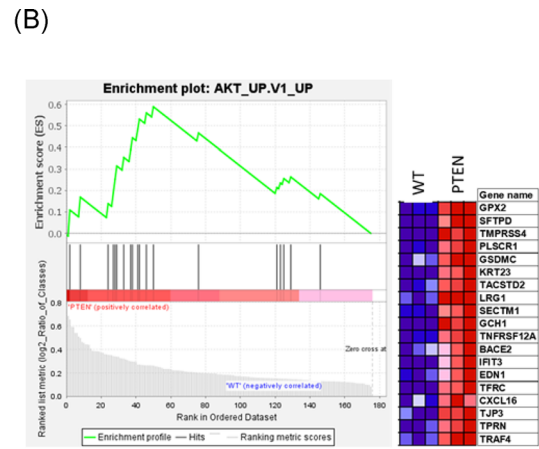 (B)
Enrichment plot: AKT_UP.V1_UP
Enrichment score (ES)
0.6
0.5
0.4
0.3
0.2
0.1
0.0
'PTEN' (positively correlated)
Ranked list metric (log2_Ratio_of_Classes)
0.8
0.6
0.4
0.2
0.0
Zero cross at
'WT' (negatively correlated)
0 20 40 60 80 100 120 140 160 180
Rank in Ordered Dataset
Enrichment profile Hits Ranking metric scores
WT PTEN
Gene name
GPX2
SFTPD
TMPRSS4
PLSCR1
GSDMC
KRT23
TACSTD2
LRG1
SECTM1
GCH1
TNFRSF12A
BACE2
IFIT3
EDN1
TFRC
CXCL16
TJP3
TPRN
TRAF4